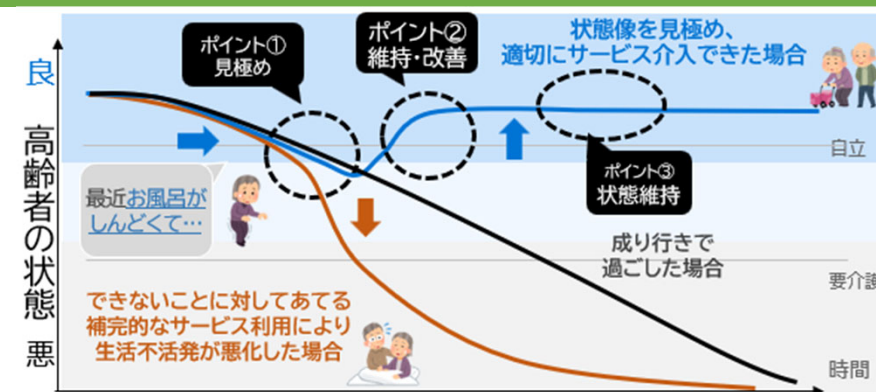 良
高齢者の状態
悪
ポイント①
見極め
ポイント②
維持・改善
状態像を見極め、
適切にサービス介入できた場合
自立
ポイント③
状態維持
最近お風呂が
しんどくて…
成り行きで
過ごした場合
要介護
できないことに対してあてる
補完的なサービス利用により
生活不活発が悪化した場合
時間